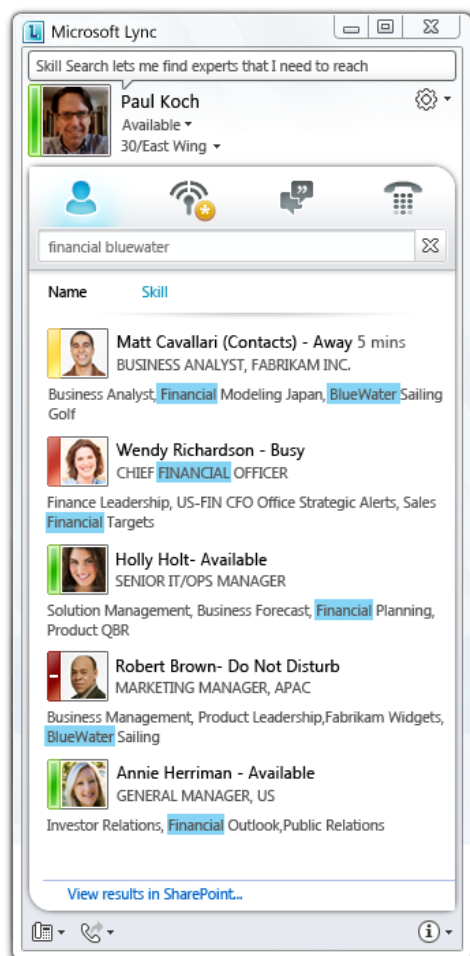 Microsoft Lync
Skill Search lets me find experts that I need to reach
Paul Koch
Available
30/East Wing
financial bluewater
Name Skill
Matt Cavallari (Contacts) - Away 5 mins
BUSINESS ANALYST, FABRIKAM INC.
Business Analyst, Financial Modeling Japan, BlueWater Sailing
Golf
Wendy Richardson - Busy
CHIEF FINANCIAL OFFICER
Finance Leadership, US-FIN CFO Office Strategic Alerts, Sales
Financial Targets
Holly Holt- Available
SENIOR IT/OPS MANAGER
Solution Management, Business Forecast, Financial Planning,
Product QBR
Robert Brown- Do Not Disturb
MARKETING MANAGER, APAC
Business Management, Product Leadership,Fabrikam Widgets,
BlueWater Sailing
Annie Herriman - Available
GENERAL MANAGER, US
Investor Relations, Financial Outlook,Public Relations
View results in SharePoint...